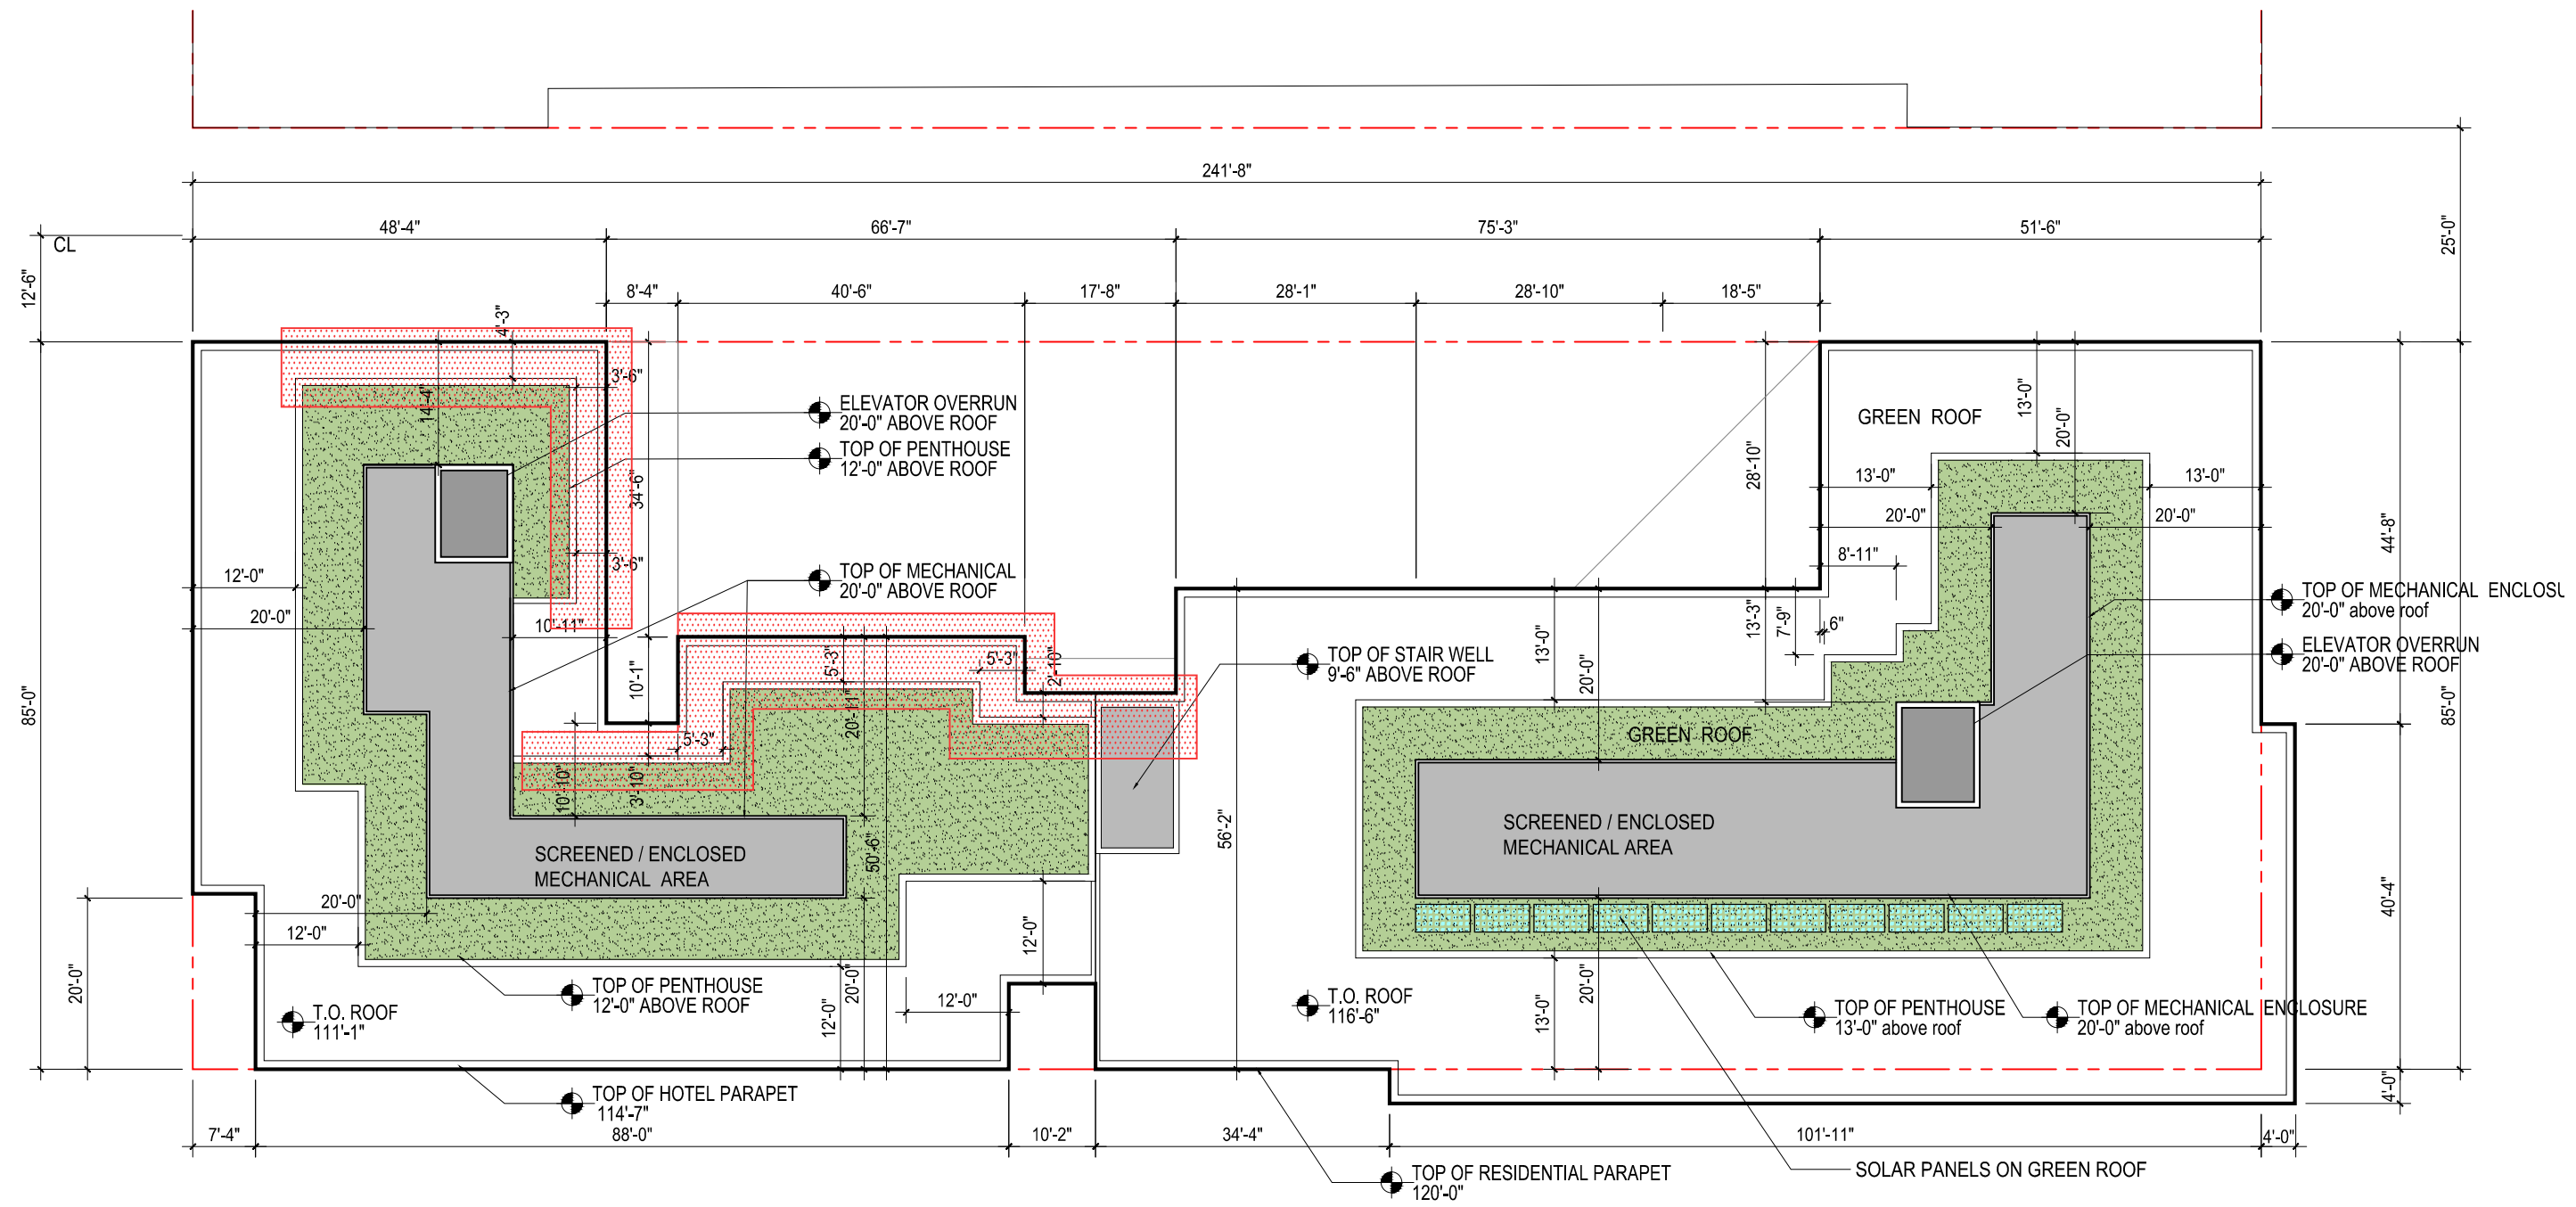 241'-8"
48'-4"
66'-7"
75'-3"
51'-6"
CL
12'-6"
25'-0"
8'-4"
40'-6"
17'-8"
28'-1"
28'-10"
18'-5"
4'-3"
3'-6"
14'-4"
34'-6"
ELEVATOR OVERRUN
20'-0" ABOVE ROOF
TOP OF PENTHOUSE
12'-0" ABOVE ROOF
28'-10"
GREEN ROOF
13'-0"
20'-0"
13'-0"
13'-0"
20'-0"
20'-0"
44'-8"
8'-11"
3'-6"
12'-0"
20'-0"
TOP OF MECHANICAL
20'-0" ABOVE ROOF
10'-11"
TOP OF MECHANICAL ENCLOSU
20'-0" above roof
13'-3"
7'-9"
6"
ELEVATOR OVERRUN
20'-0" ABOVE ROOF
TOP OF STAIR WELL
9'-6" ABOVE ROOF
13'-0"
20'-0"
5'-3"
5'-3"
2'-10"
10'-1"
20'-11"
85'-0"
85'-0"
5'-3"
GREEN ROOF
10'-10"
3'-10"
56'-2"
50'-6"
SCREENED / ENCLOSED
MECHANICAL AREA
SCREENED / ENCLOSED
MECHANICAL AREA
40'-4"
20'-0"
12'-0"
12'-0"
20'-0"
20'-0"
12'-0"
12'-0"
TOP OF PENTHOUSE
12'-0" ABOVE ROOF
T.O. ROOF
111'-1"
T.O. ROOF
116'-6"
13'-0"
20'-0"
TOP OF PENTHOUSE
13'-0" above roof
TOP OF MECHANICAL ENCLOSURE
20'-0" above roof
TOP OF HOTEL PARAPET
114'-7"
4'-0"
7'-4"
88'-0"
10'-2"
34'-4"
101'-11"
4'-0"
TOP OF RESIDENTIAL PARAPET
120'-0"
SOLAR PANELS ON GREEN ROOF